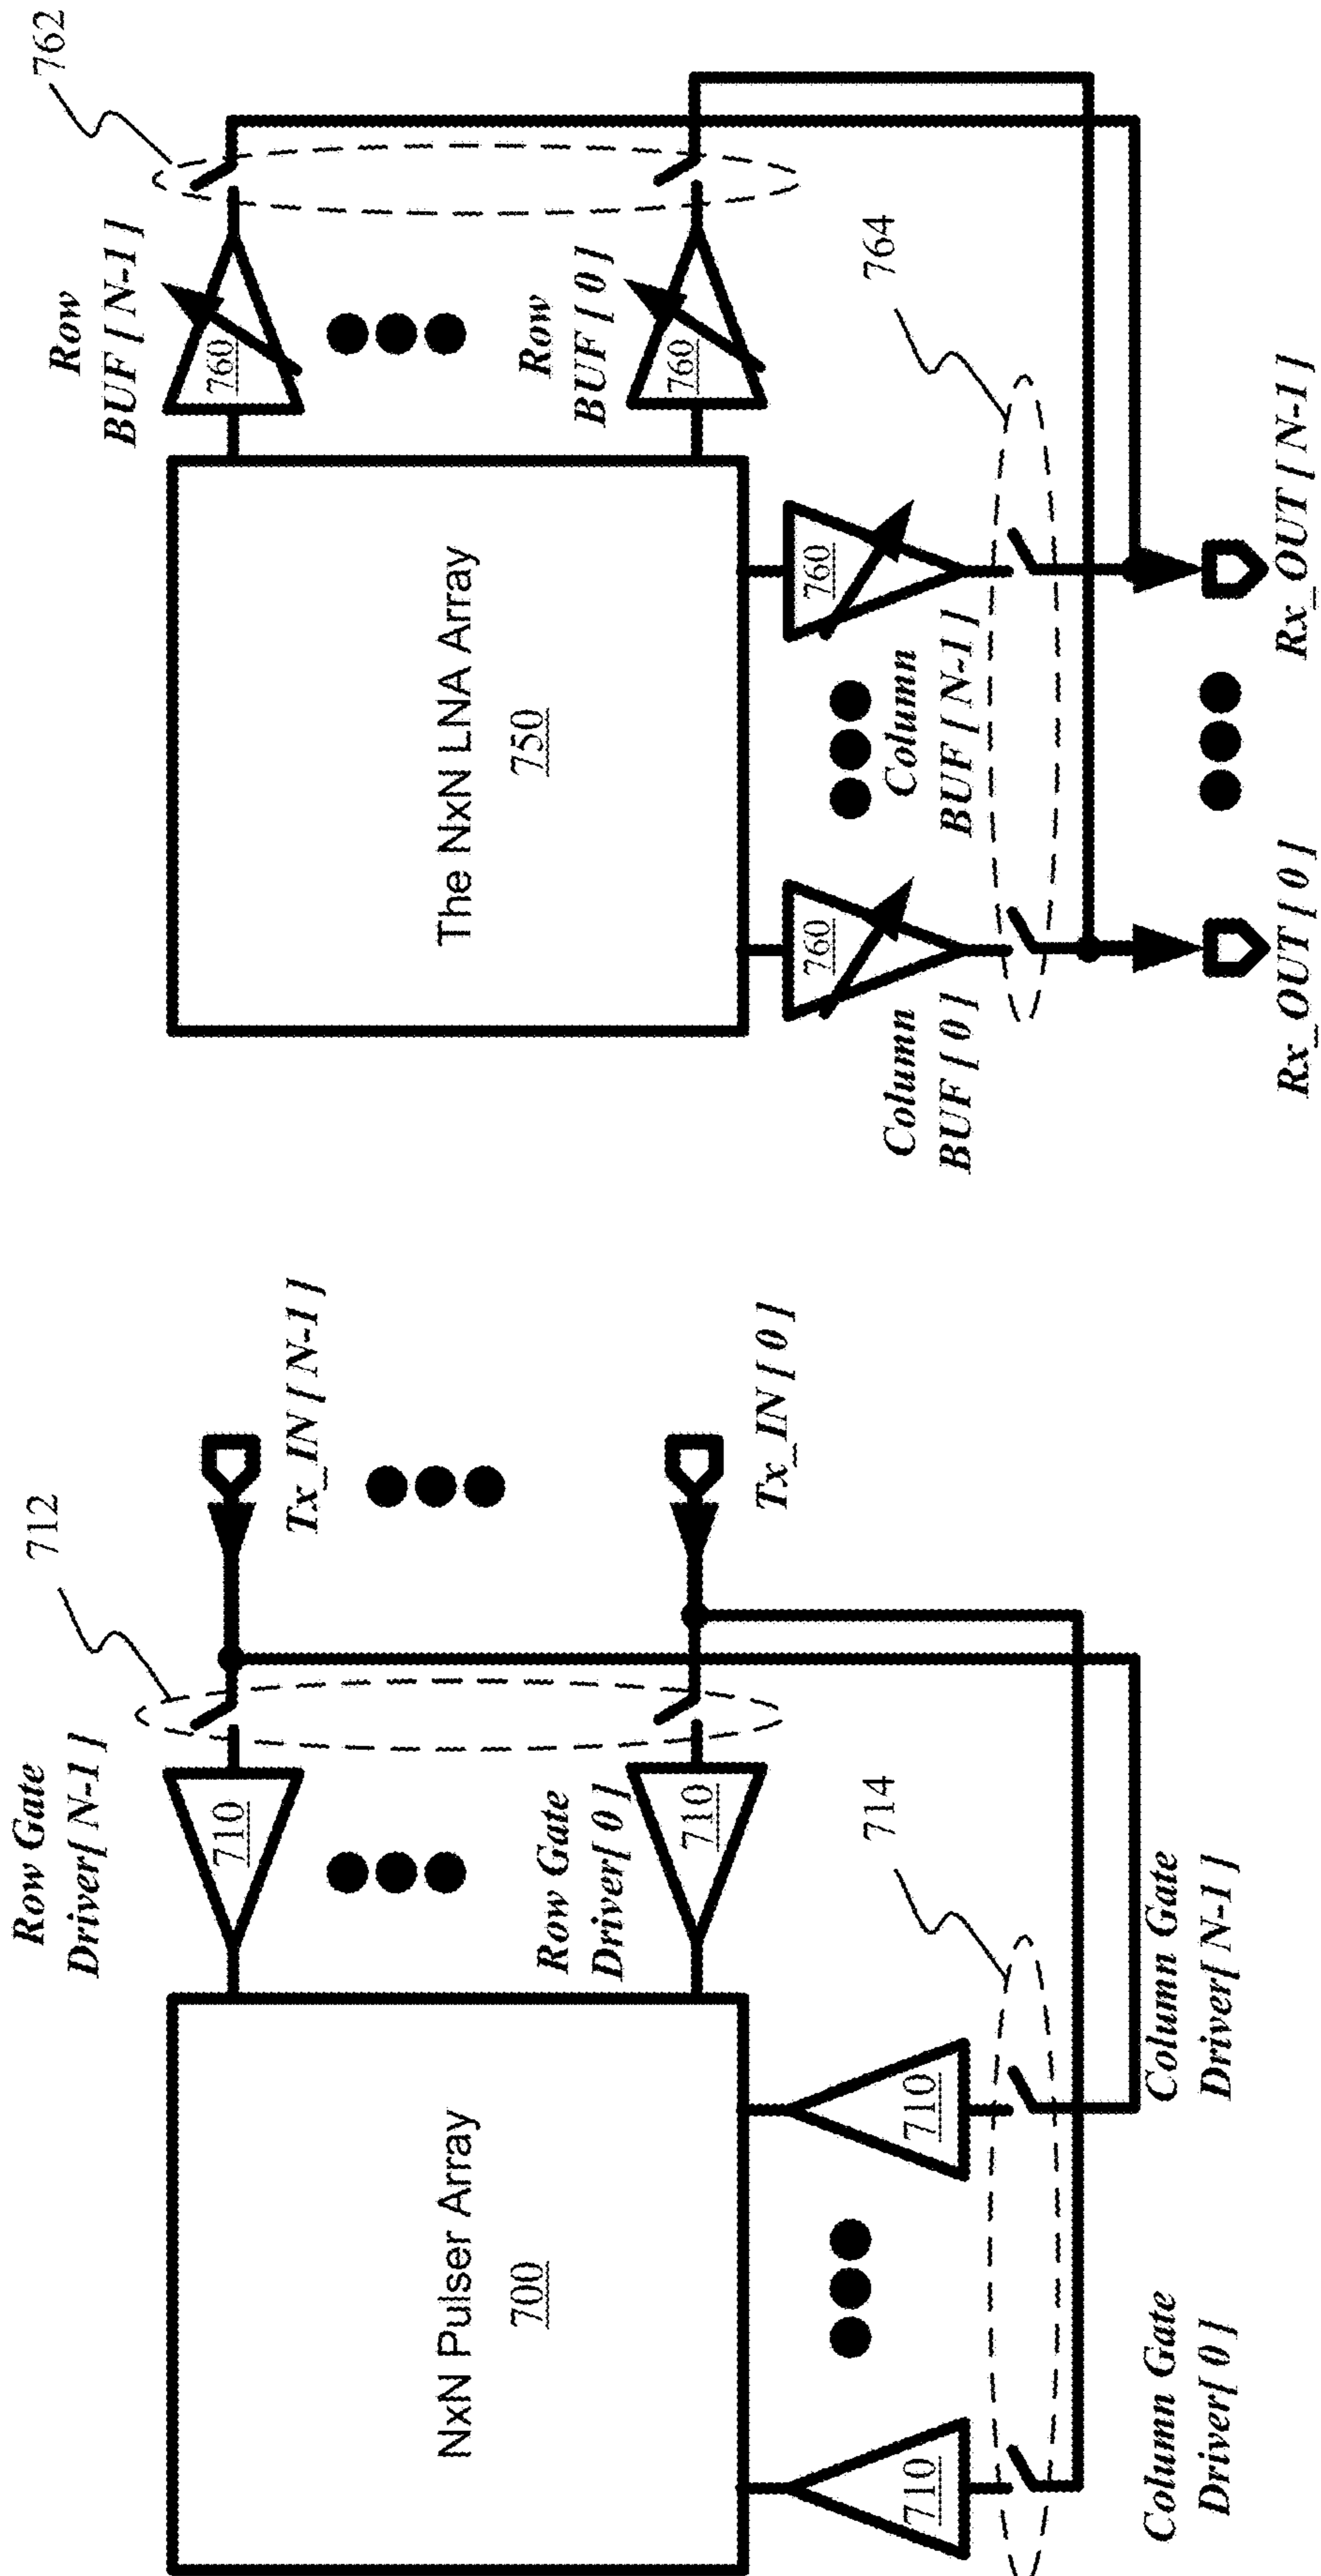 Row Gate
Driver[ N-1 ]
712
710
Tx_IN [ N-1 ]
Row Gate
Driver[ 0 ]
710
Tx_IN [ 0 ]
NxN Pulser Array
700
714
710
710
Column Gate
Driver[ 0 ]
Column Gate
Driver[ N-1 ]
Row
BUF [ N-1 ]
762
760
Row
BUF [ 0 ]
760
The NxN LNA Array
750
764
760
760
Column
BUF [ 0 ]
Column
BUF [ N-1 ]
Rx_OUT [ 0 ]
Rx_OUT [ N-1 ]